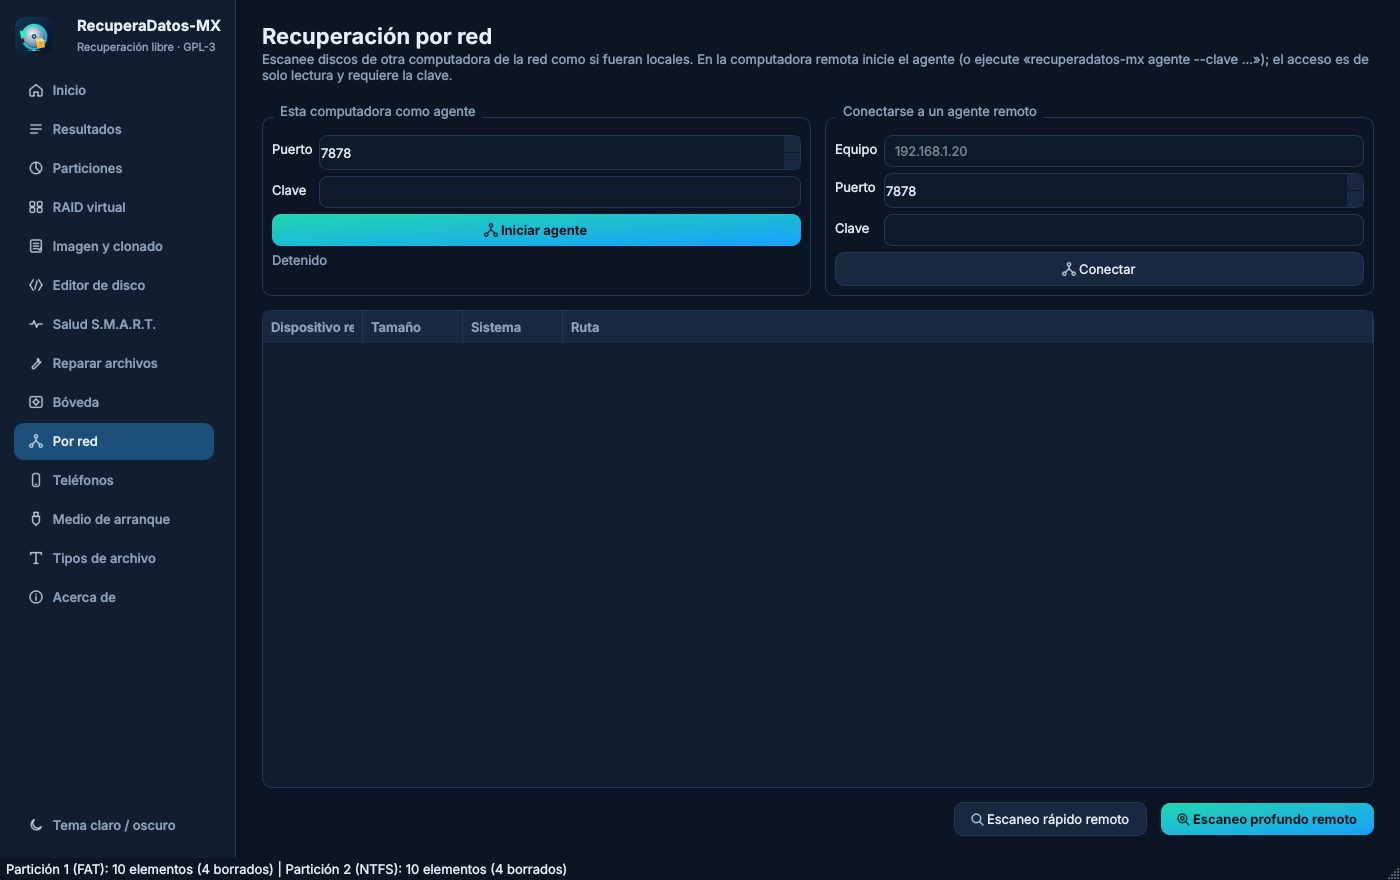 RecuperaDatos-MX
Recuperación libre · GPL-3
Inicio
Resultados
Particiones
RAID virtual
Imagen y clonado
Editor de disco
Salud S.M.A.R.T.
Reparar archivos
Bóveda
Por red
Teléfonos
Medio de arranque
Tipos de archivo
Acerca de
Tema claro / oscuro
Recuperación por red
Escanee discos de otra computadora de la red como si fueran locales. En la computadora remota inicie el agente (o ejecute «recuperadatos-mx agente --clave ...»); el acceso es de
solo lectura y requiere la clave.
Esta computadora como agente
Puerto 7878
Clave
Iniciar agente
Detenido
Conectarse a un agente remoto
Equipo 192.168.1.20
Puerto 7878
Clave
Conectar
Dispositivo re Tamaño Sistema Ruta
Escaneo rápido remoto Escaneo profundo remoto
Partición 1 (FAT): 10 elementos (4 borrados) | Partición 2 (NTFS): 10 elementos (4 borrados)